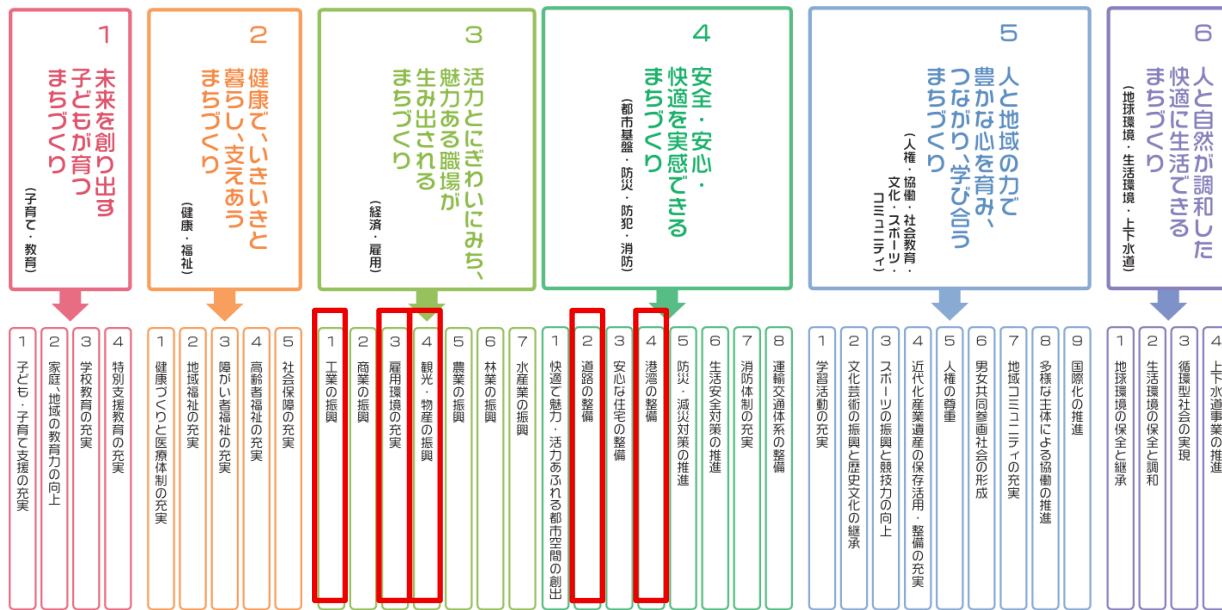 1
未来を創り出す
子どもが育つ
まちづくり
(子育て・教育)
1 子ども・子育て支援の充実
2 家庭、地域の教育力の向上
3 学校教育の充実
4 特別支援教育の充実
2
健康で、いきいきと
暮らし、支えあう
まちづくり
(健康・福祉)
1 健康づくりと医療体制の充実
2 地域福祉の充実
3 障がい者福祉の充実
4 高齢者福祉の充実
5 社会保障の充実
3
活力とにぎわいにみち、
魅力ある職場が
生み出される
まちづくり
(経済・雇用)
1 工業の振興
2 商業の振興
3 雇用環境の充実
4 観光・物産の振興
5 農業の振興
6 林業の振興
7 水産業の振興
4
安全・安心・
快適を実感できる
まちづくり
(都市基盤・防災・防犯・消防)
1 快適で魅力・活力あふれる都市空間の創出
2 道路の整備
3 安心な住宅の整備
4 港湾の整備
5 防災・減災対策の推進
6 生活安全対策の推進
7 消防体制の充実
8 運輸交通体系の整備
5
人と地域の力で
豊かな心を育み、
つながり、学び合う
まちづくり
(人権・協働・社会教育・
文化・スポーツ・
コミュニティ)
1 学習活動の充実
2 文化芸術の振興と歴史文化の継承
3 スポーツの振興と競技力の向上
4 近代化産業遺産の保存活用・整備の充実
5 人権の尊重
6 男女共同参画社会の形成
7 地域コミュニティの充実
8 多様な主体による協働の推進
9 国際化の推進
6
人と自然が調和した
快適に生活できる
まちづくり
(地球環境・生活環境・上下水道)
1 地球環境の保全と継承
2 生活環境の保全と調和
3 循環型社会の実現
4 上下水道事業の推進